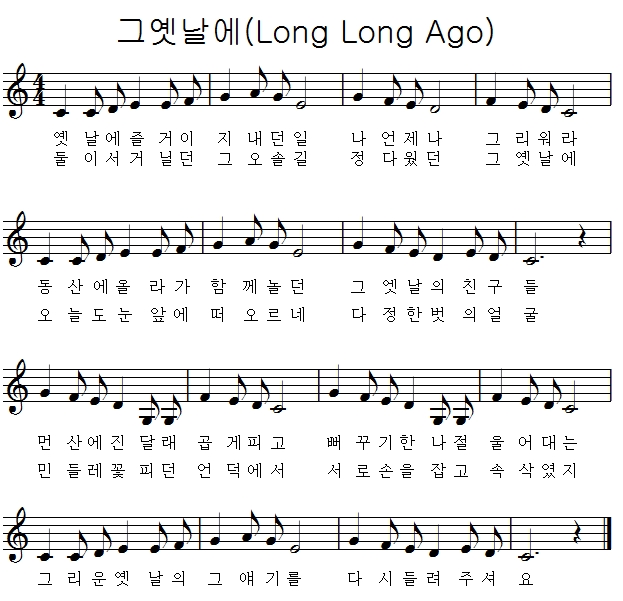 그옛날에(Long Long Ago)
4
4
옛 날에즐 거이 지 내던일 나 언제나 그 리워라
둘 이서거 닐던 그 오솔길 정 다웠던 그 옛날에
동 산에올 라가 함 께놀던 그 엣날의 친구 들
오 늘도눈 앞에 떠 오르네 다 정한벗 의얼 굴
먼 산에진 달래 곱 게피고 뻐 꾸기한 나절 울 어대는
민 들레꽃 피던 언 덕에서 서 로손을 잡고 속 삭였지
그 리운옛 날의 그 얘기를 다 시들려 주셔 요